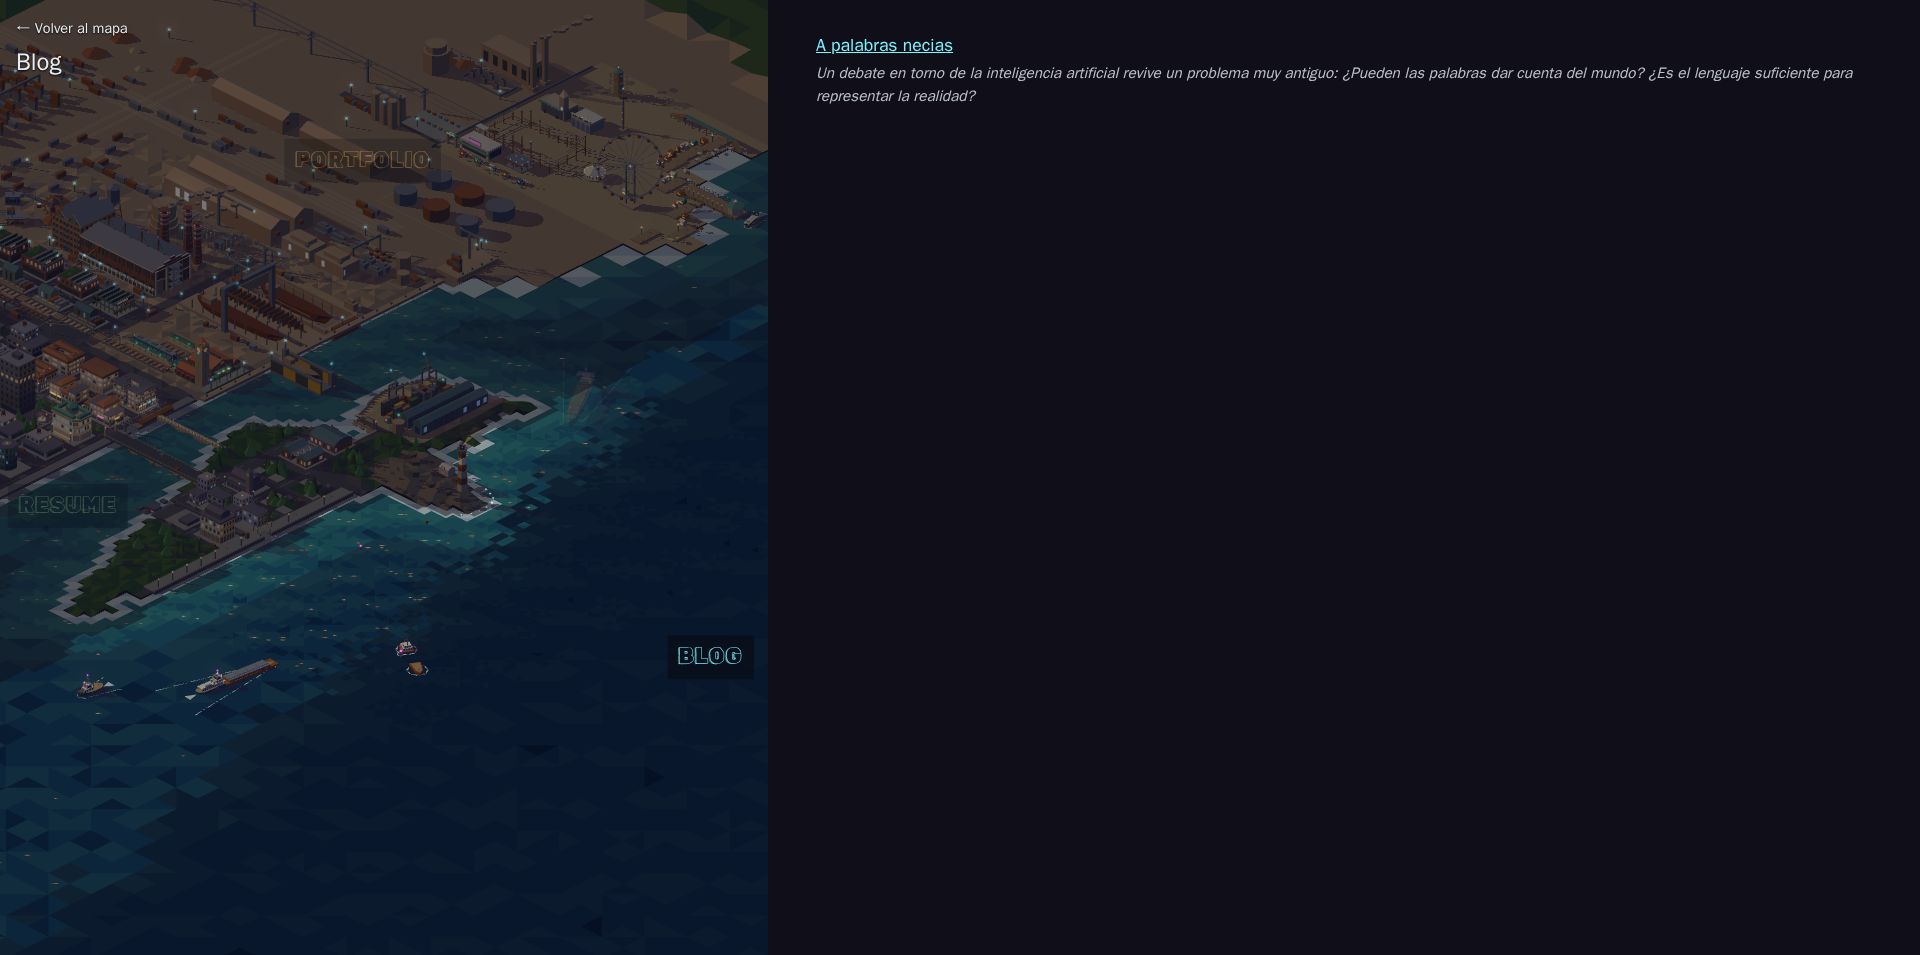 ← Volver al mapa
Blog
PORTFOLIO
RESUME
BLOG
A palabras necias
Un debate en torno de la inteligencia artificial revive un problema muy antiguo: ¿Pueden las palabras dar cuenta del mundo? ¿Es el lenguaje suficiente para
representar la realidad?